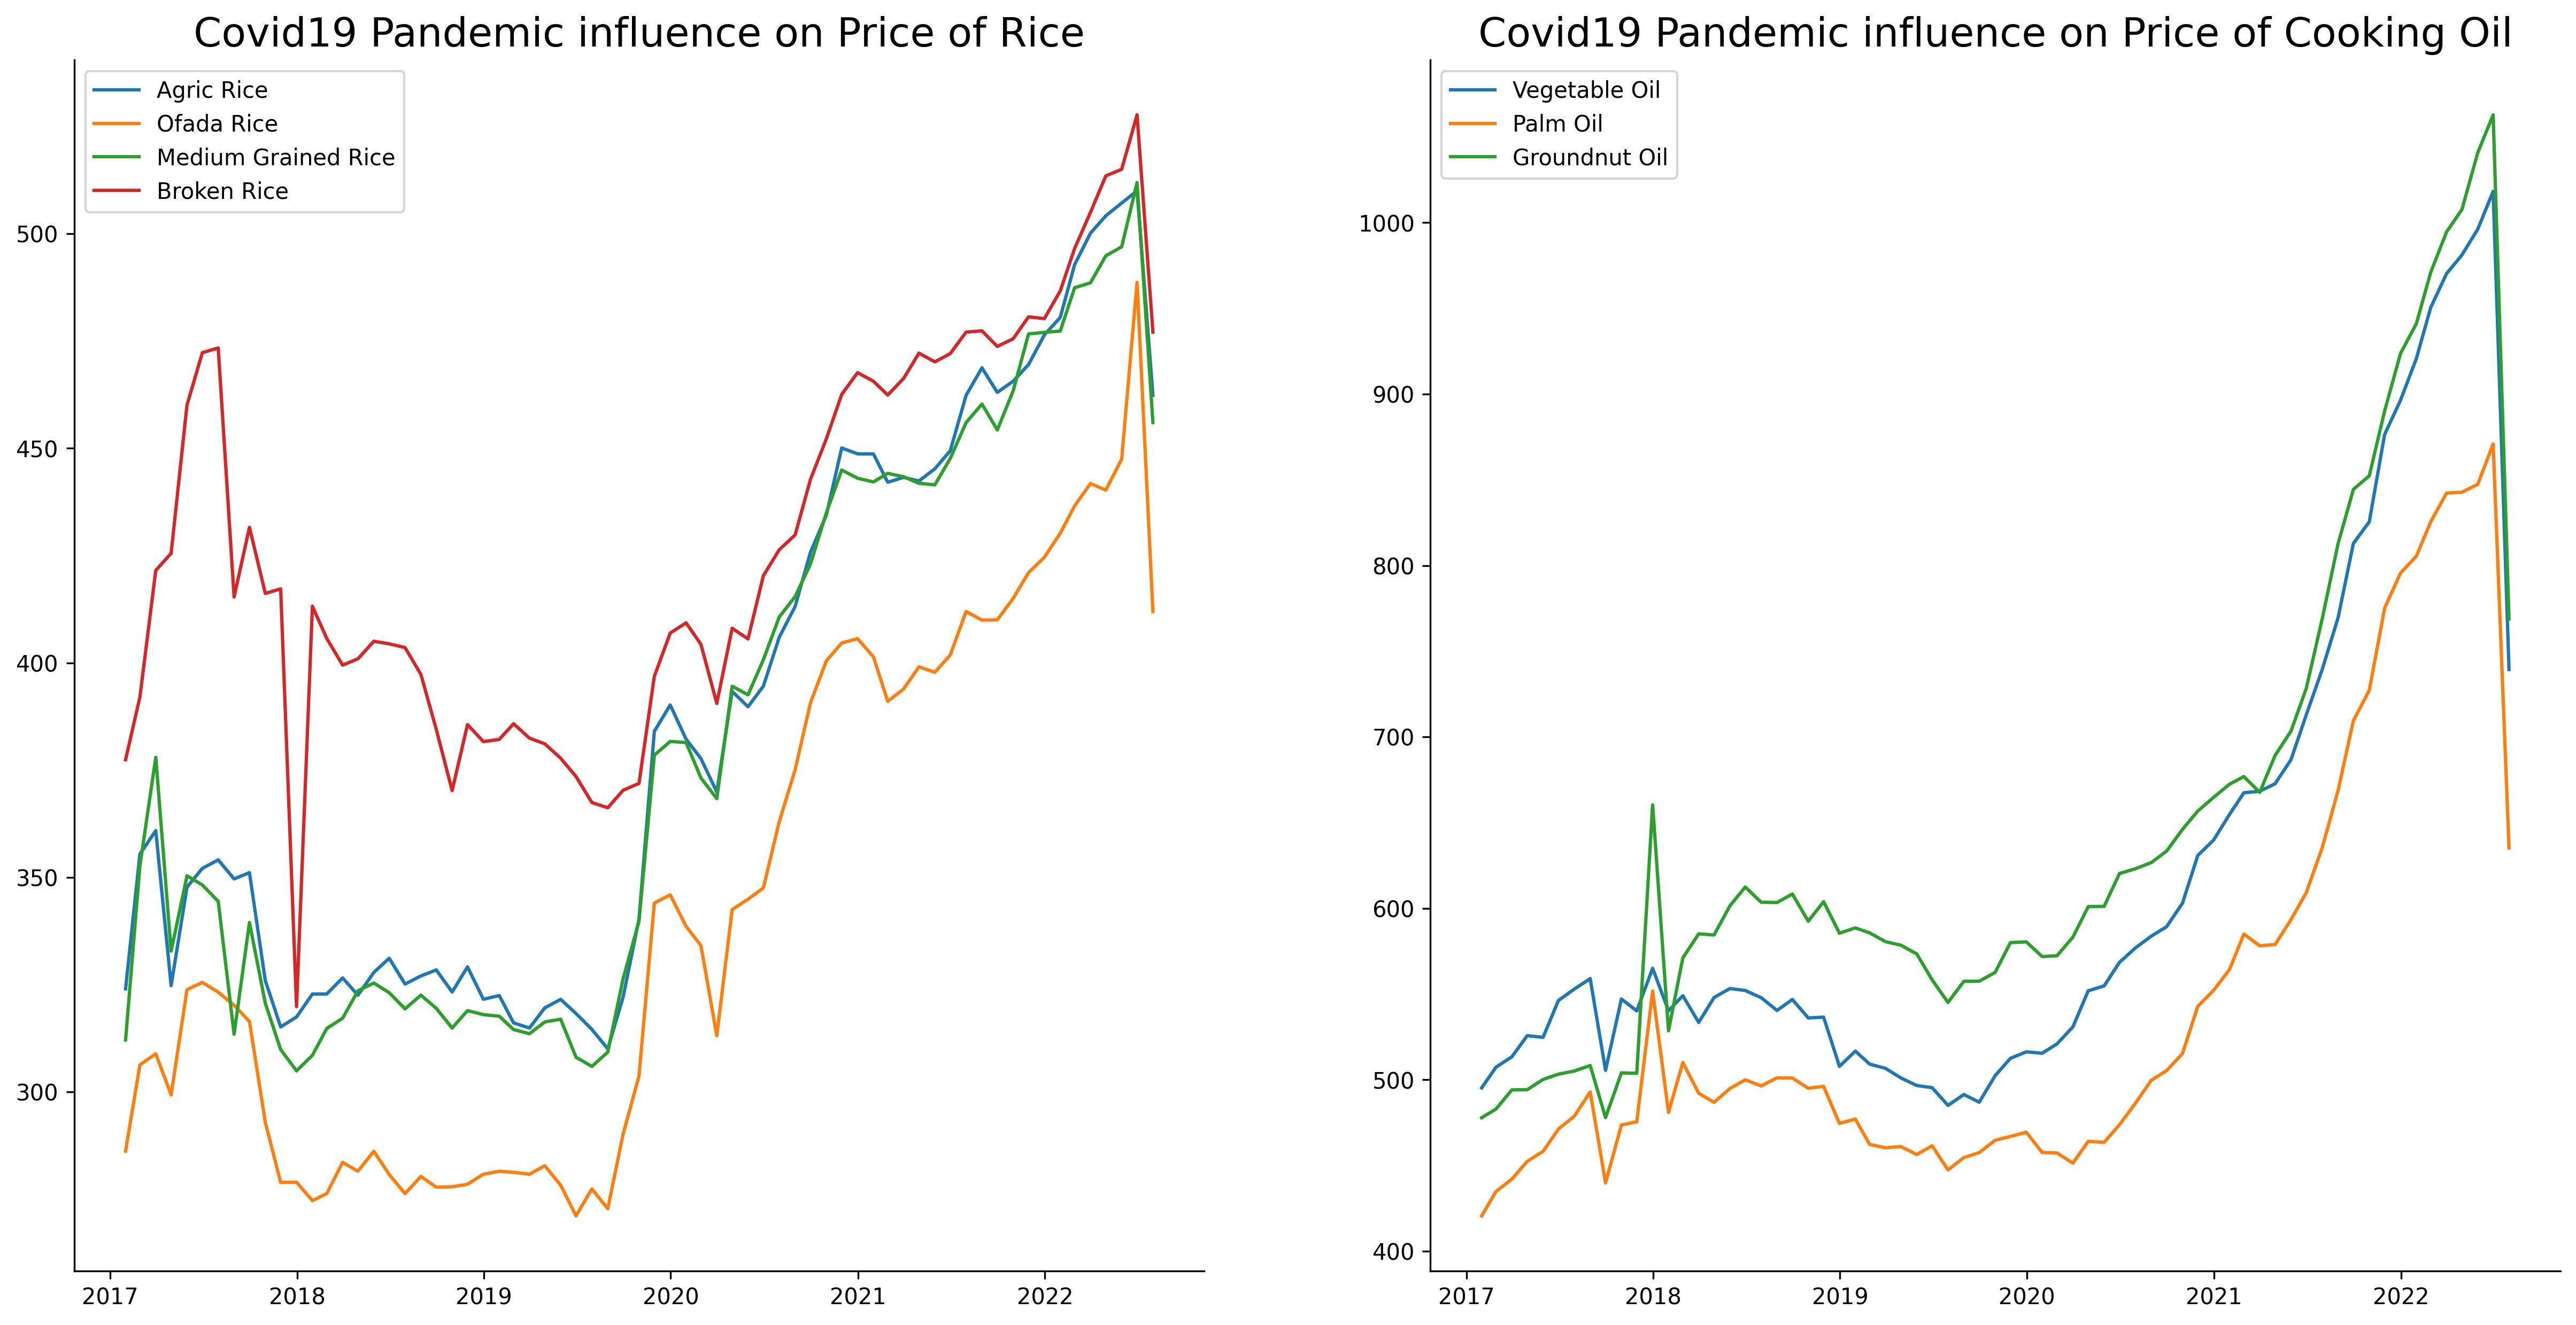 Covid19 Pandemic influence on Price of Rice
Agric Rice
Ofada Rice
Medium Grained Rice
Broken Rice
500
450
400
350
300
2017 2018 2019 2020 2021 2022
Covid19 Pandemic influence on Price of Cooking Oil
Vegetable Oil
Palm Oil
Groundnut Oil
1000
900
800
700
600
500
400
2017 2018 2019 2020 2021 2022